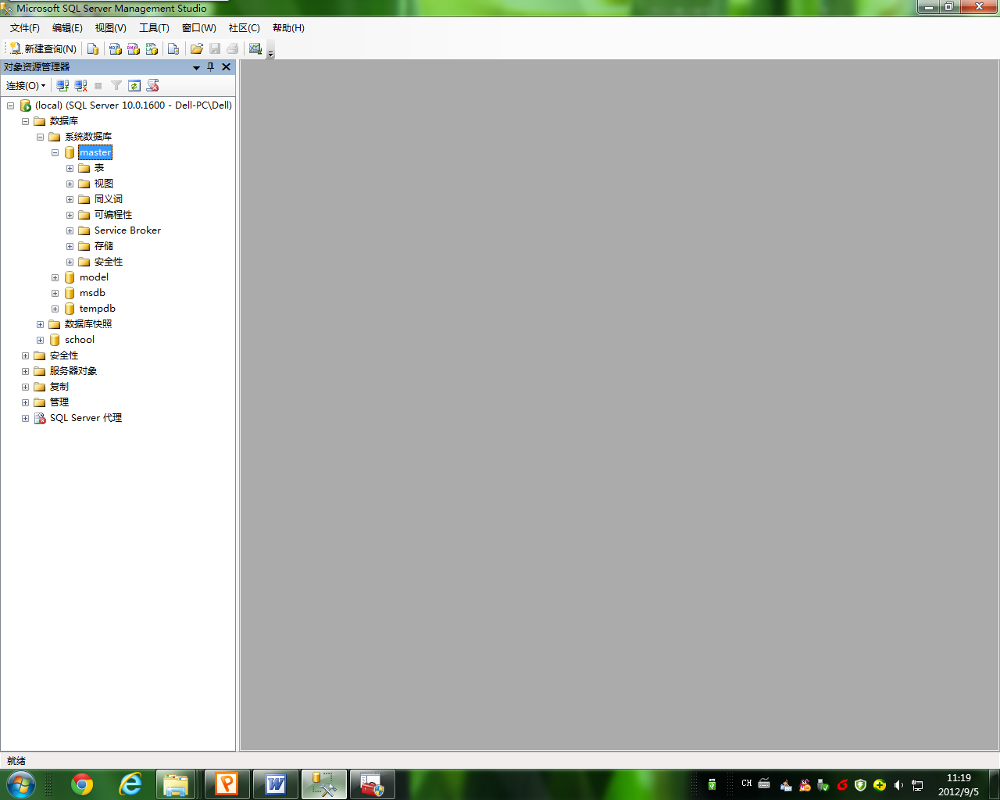 Microsoft SQL Server Management Studio
文件(F) 编辑(E) 视图(V) 工具(T) 窗口(W) 社区(C) 帮助(H)
新建查询(N)
对象资源管理器
连接(O)
(local) (SQL Server 10.0.1600 - Dell-PC\Dell)
数据库
系统数据库
master
表
视图
同义词
可编程性
Service Broker
存储
安全性
model
msdb
tempdb
数据库快照
school
安全性
服务器对象
复制
管理
SQL Server 代理
就绪
CH
11:19
2012/9/5